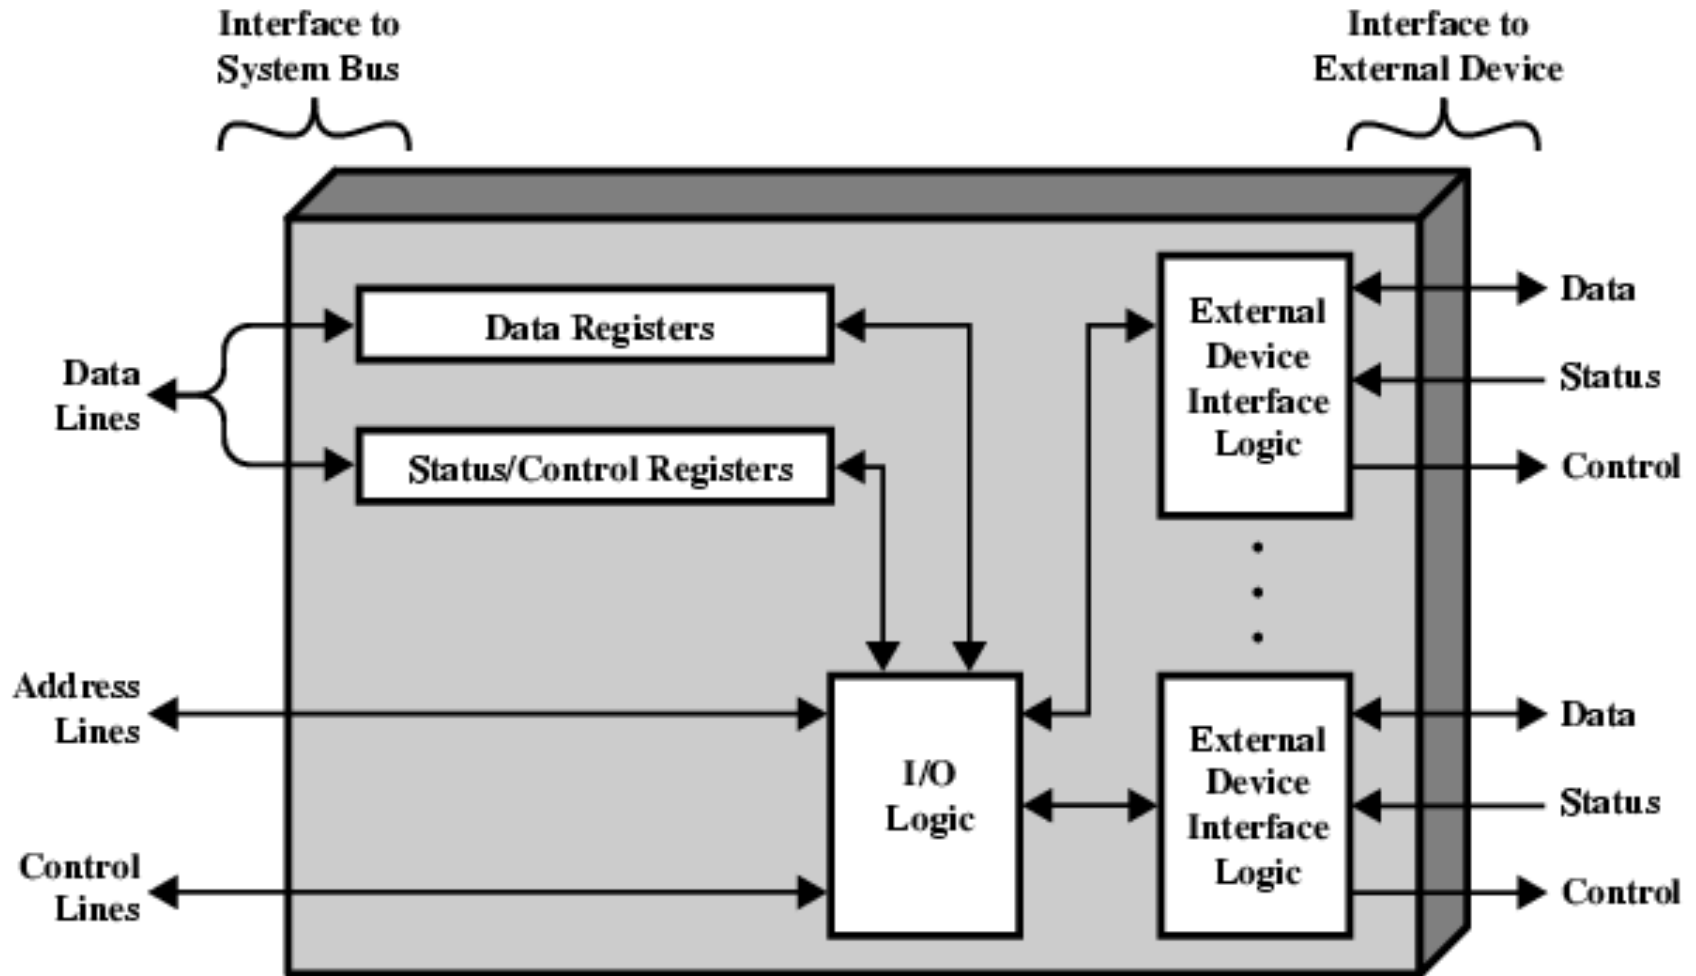 Interface to
System Bus
Interface to
External Device
Data Registers
Status/Control Registers
Data
Lines
Address
Lines
Control
Lines
I/O
Logic
External
Device
Interface
Logic
Data
Status
Control
External
Device
Interface
Logic
Data
Status
Control